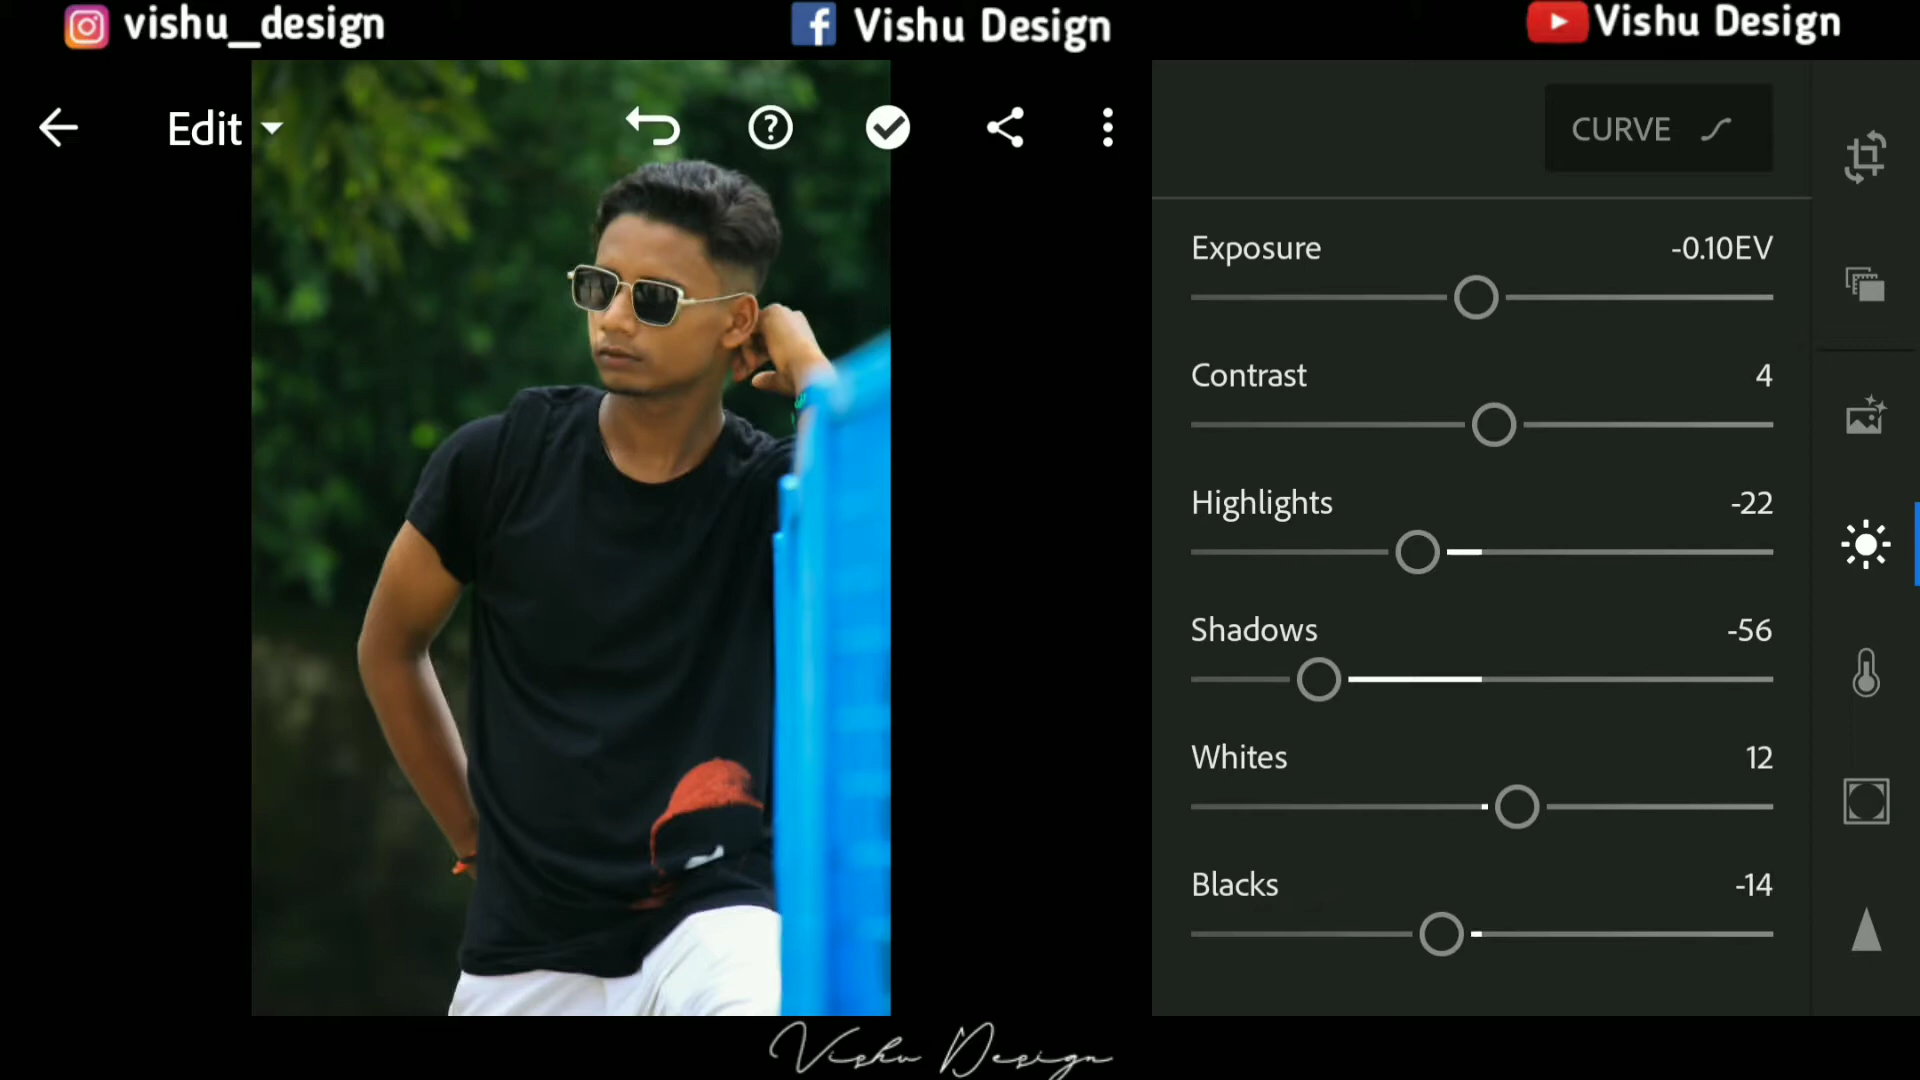 vishu_design
Vishu Design
Vishu Design
Edit
CURVE
Exposure -0.10EV
Contrast 4
Highlights -22
Shadows -56
Whites 12
Blacks -14
Vishu Design